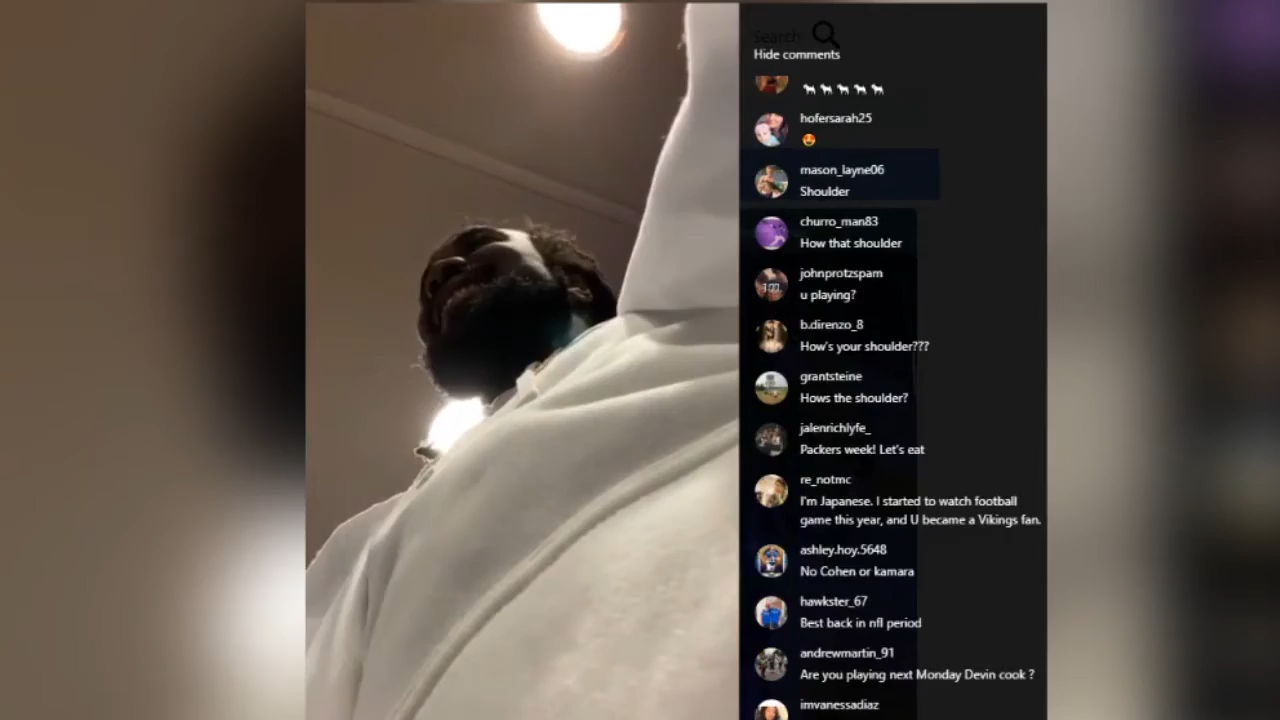 Search
Hide comments
hofersarah25
mason_layne06
Shoulder
churro_man83
How that shoulder
johnprotzspam
u playing?
b.direnzo_8
How's your shoulder???
grantsteine
Hows the shoulder?
jalenrichlyfe_
Packers week! Let's eat
re_notmc
I'm Japanese. I started to watch football
game this year, and U became a Vikings fan.
ashley.hoy.5648
No Cohen or kamara
hawkster_67
Best back in nfl period
andrewmartin_91
Are you playing next Monday Devin cook ?
imvanessadiaz